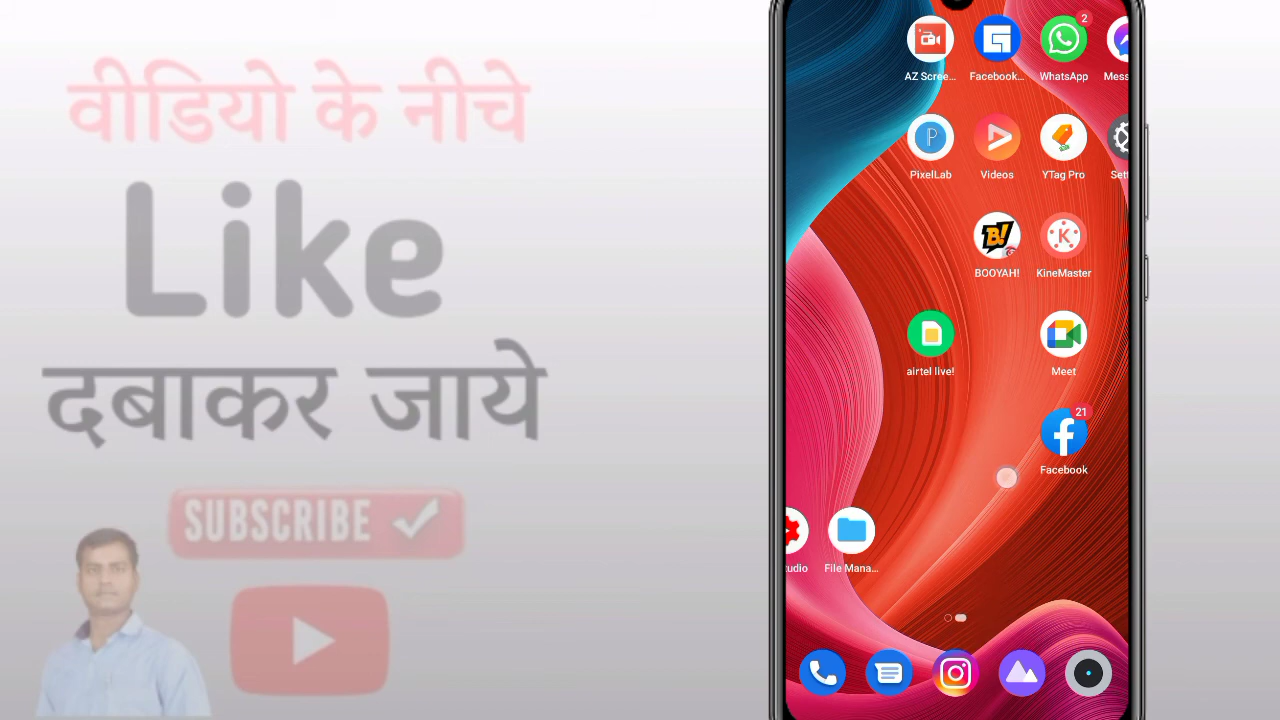 वीडियो के नीचे
Like
दबाकर जाये
SUBSCRIBE
2
AZ Scree...
Facebook...
WhatsApp
Mess
PixelLab
Videos
YTag Pro
Sett
B!
BOOYAH!
K
KineMaster
airtel live!
Meet
21
Facebook
udio
File Mana...